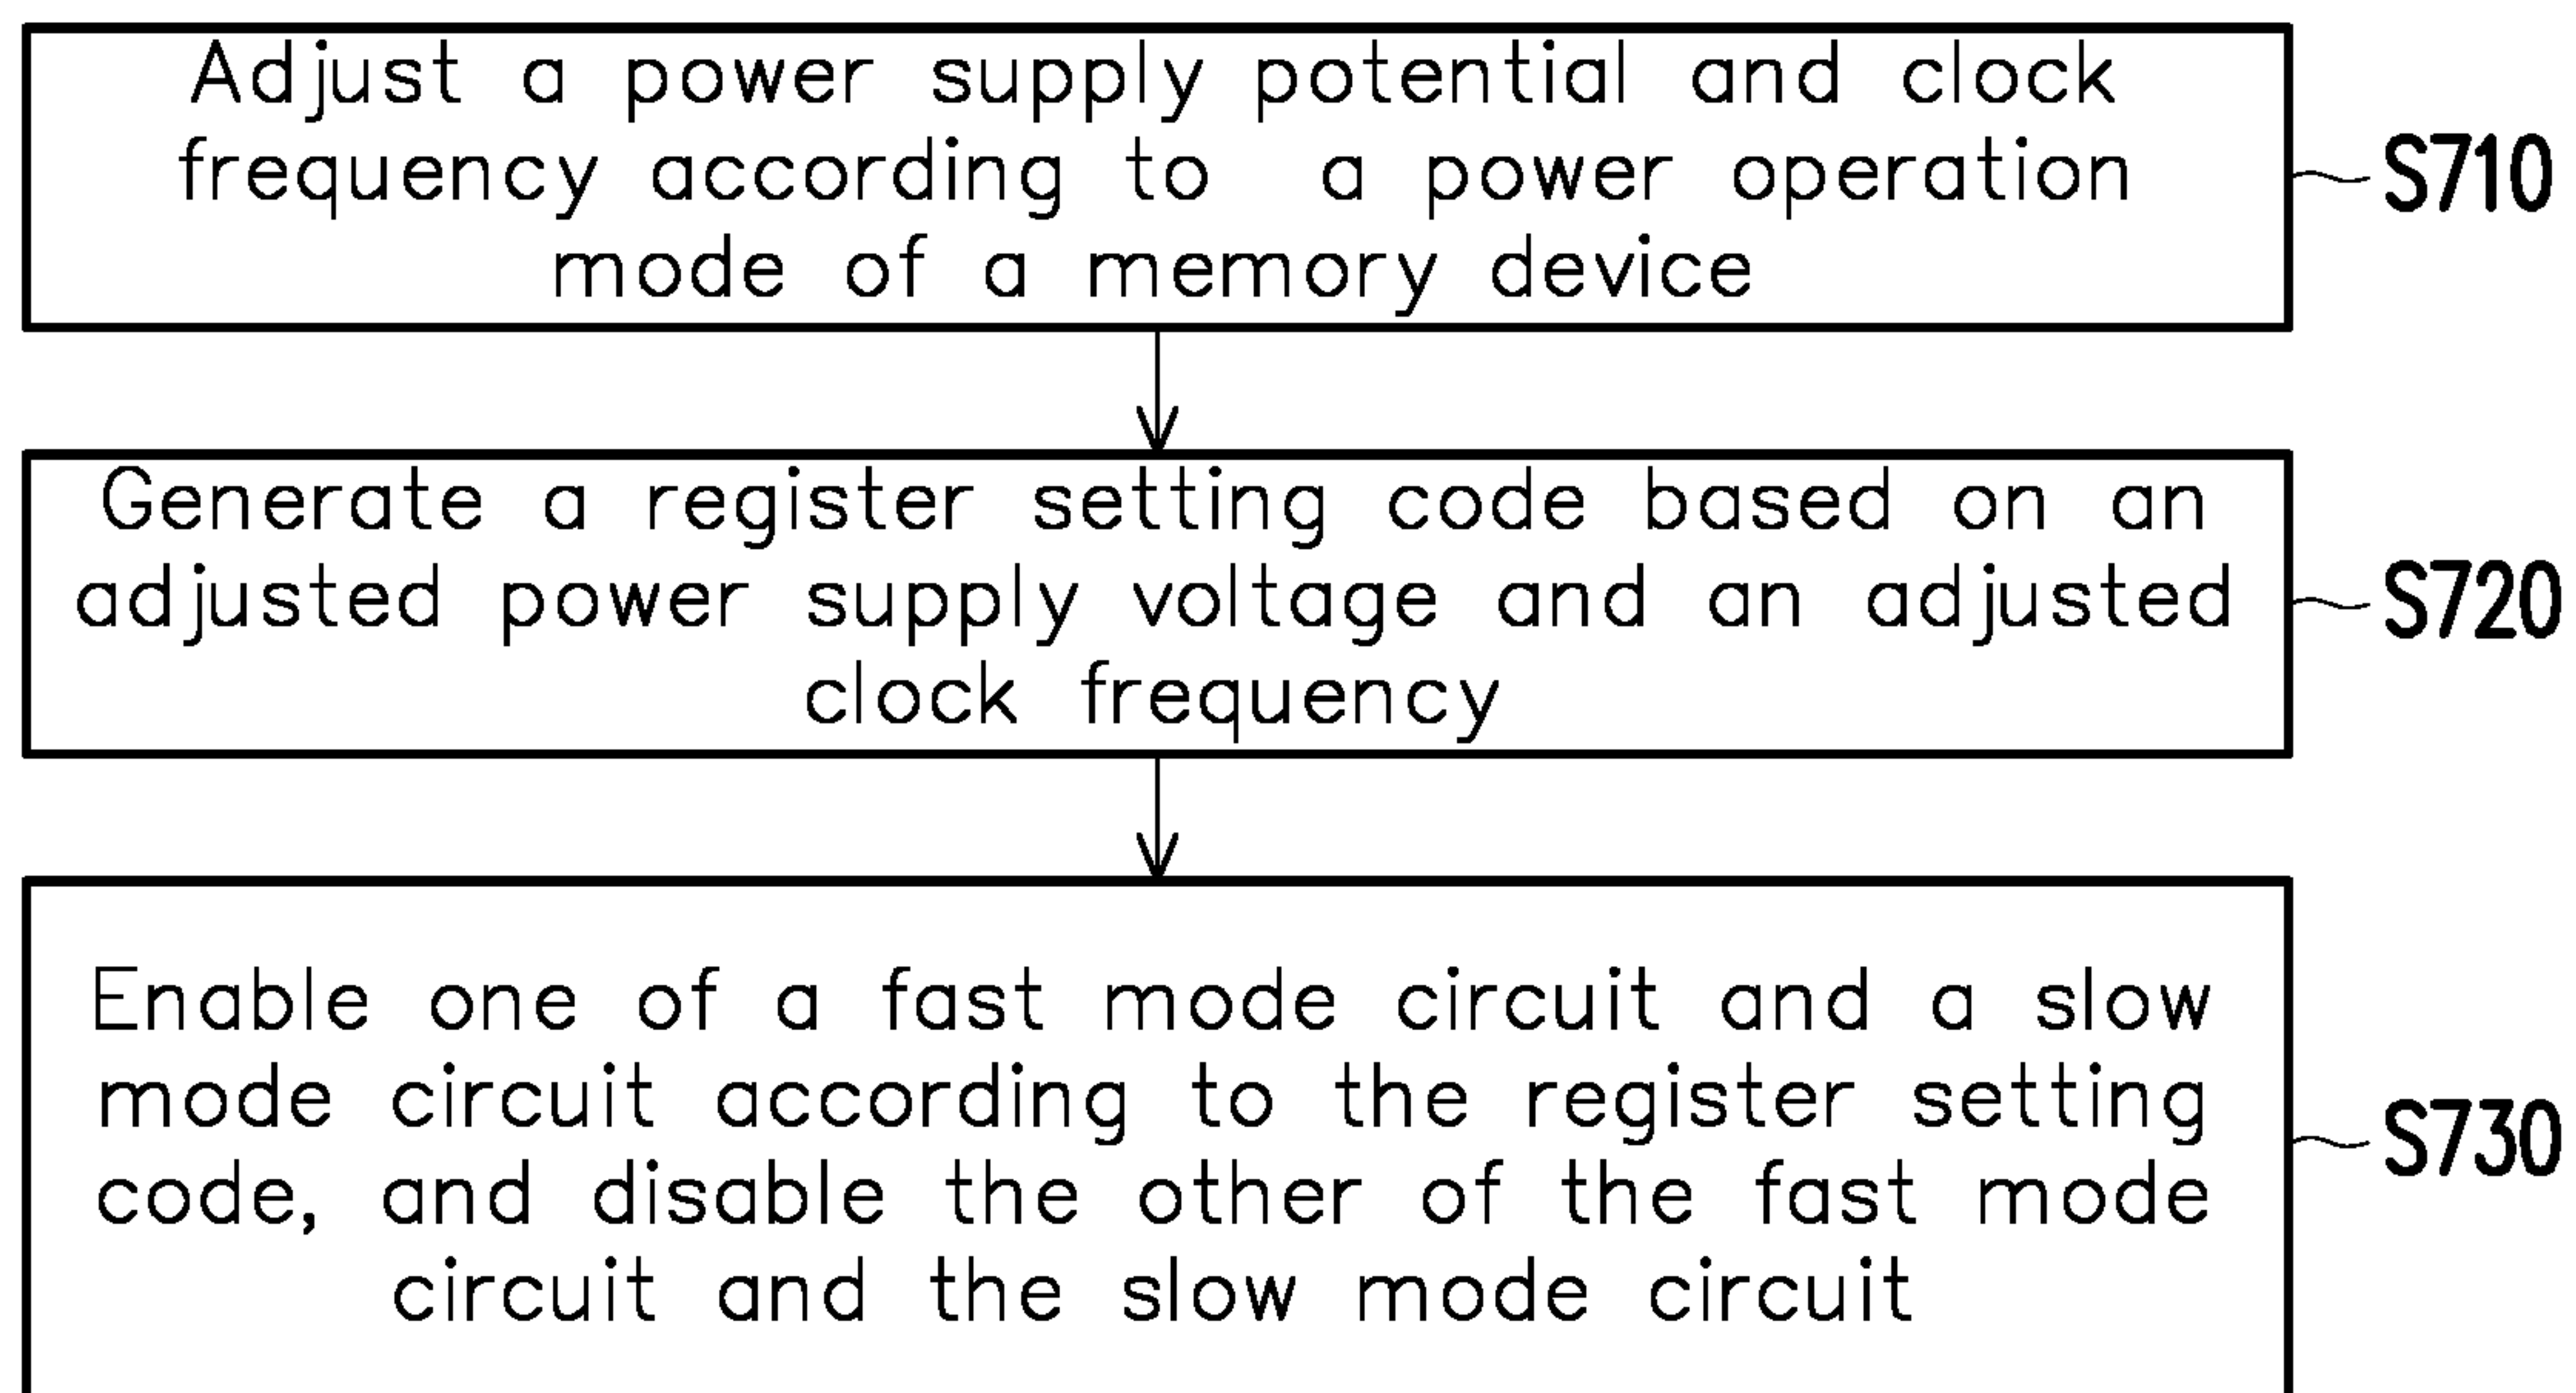 Adjust a power supply potential and clock
frequency according to a power operation
mode of a memory device
S710
Generate a register setting code based on an
adjusted power supply voltage and an adjusted
clock frequency
S720
Enable one of a fast mode circuit and a slow
mode circuit according to the register setting
code, and disable the other of the fast mode
circuit and the slow mode circuit
S730